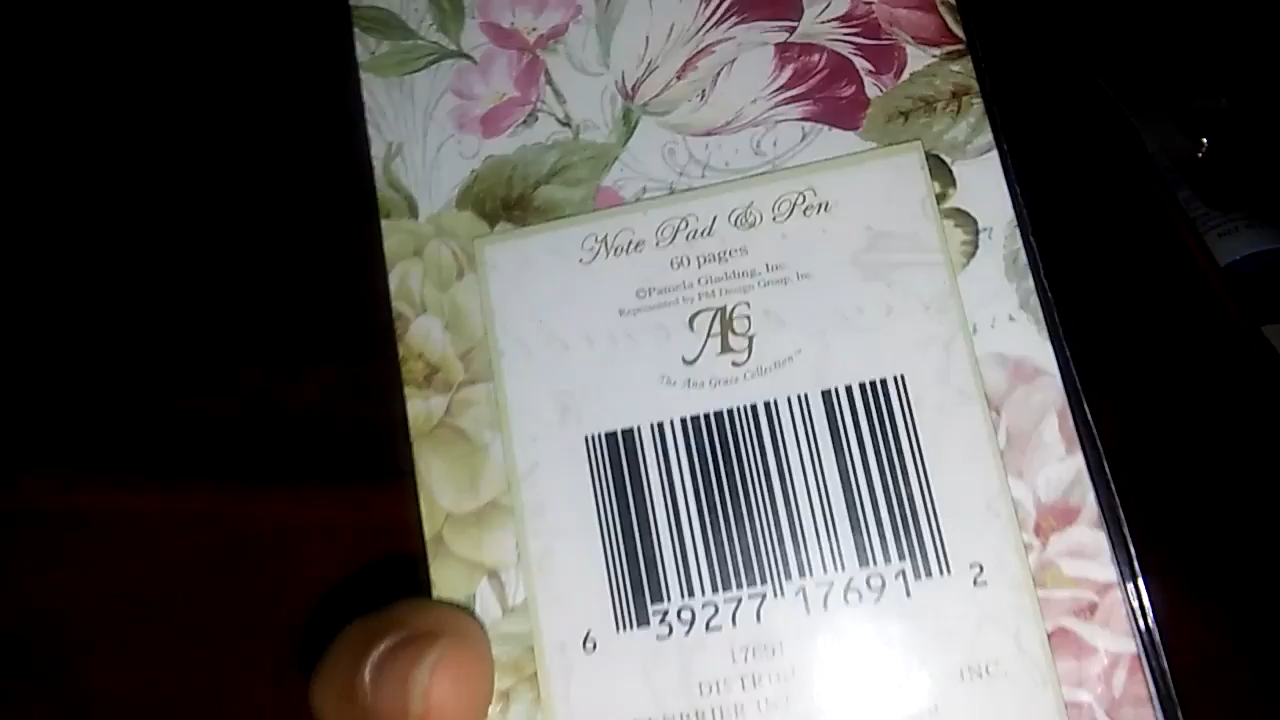 Note Pad & Pen
60 pages
©Pamela Gladding, Inc.
Represented by PM Design Group, Inc.
AGG
The Ana Grace Collection™
6 39277 17691 2
17691
INC.